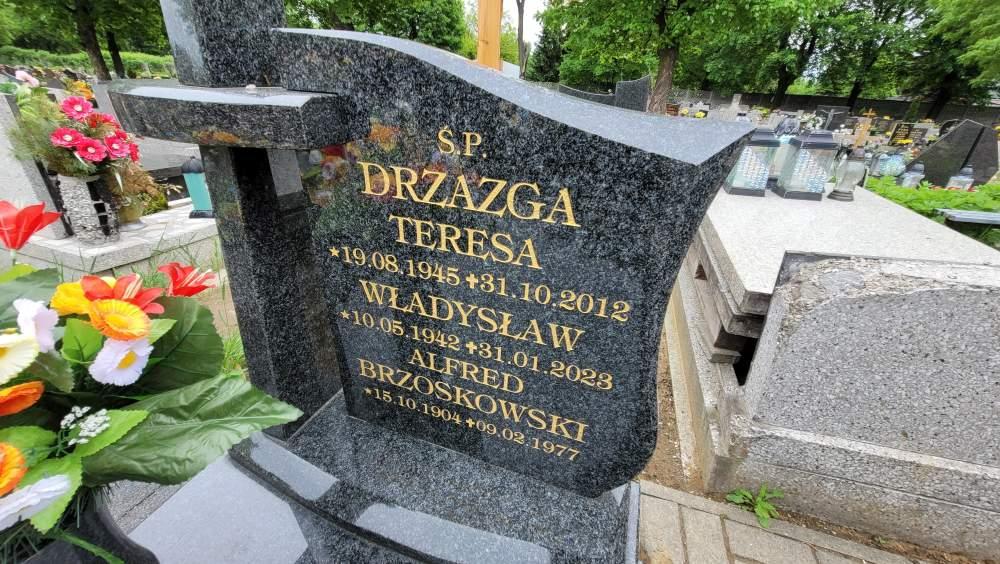 Ś.P.
DRZAZGA
TERESA
*19.08.1945 ✝31.10.2012
WŁADYSŁAW
*10.05.1942 ✝31.01.2023
ALFRED
BRZOSKOWSKI
*15.10.1904 ✝09.02.1977